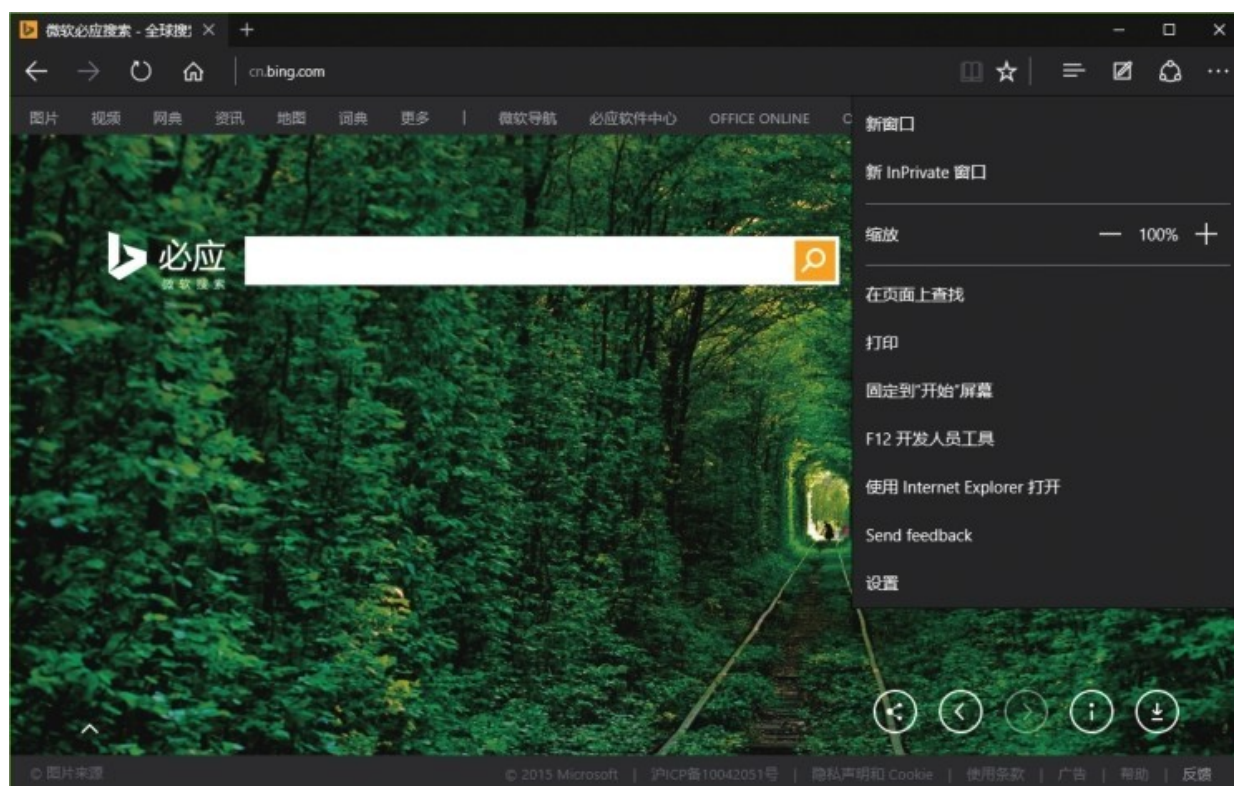 微软必应搜索 - 全球搜
cn.bing.com
图片 视频 网典 资讯 地图 词典 更多 | 微软导航 必应软件中心 OFFICE ONLINE
新窗口
新 InPrivate 窗口
缩放 — 100% +
必应
微软搜索
在页面上查找
打印
固定到"开始"屏幕
F12 开发人员工具
使用 Internet Explorer 打开
Send feedback
设置
© 图片来源
© 2015 Microsoft | 沪ICP备10042051号 | 隐私声明和 Cookie | 使用条款 | 广告 | 帮助 | 反馈